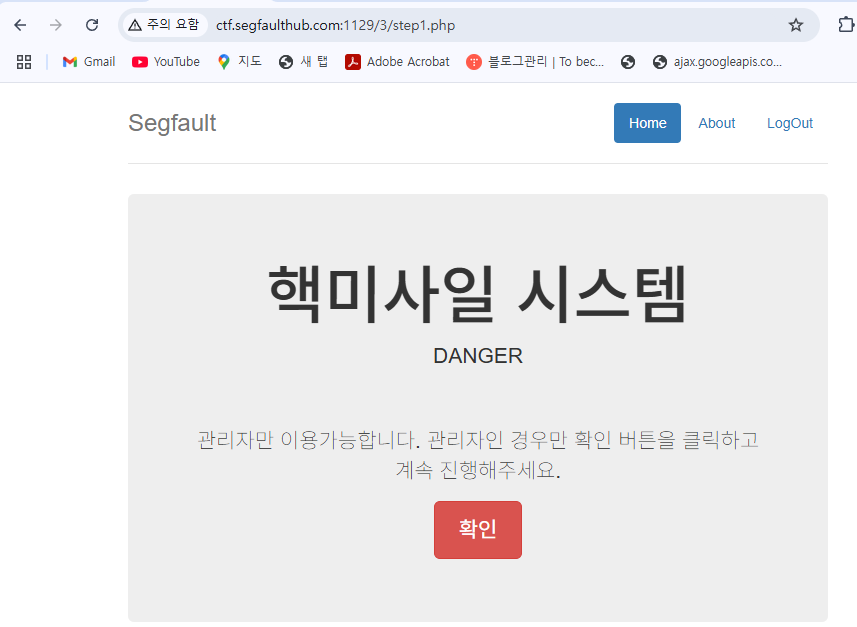 주의 요함 ctf.segfaulthub.com:1129/3/step1.php
Gmail YouTube 지도 새 탭 Adobe Acrobat 블로그관리 | To bec... ajax.googleapis.co...
Segfault Home About LogOut
핵미사일 시스템
DANGER
관리자만 이용가능합니다. 관리자인 경우만 확인 버튼을 클릭하고
계속 진행해주세요.
확인